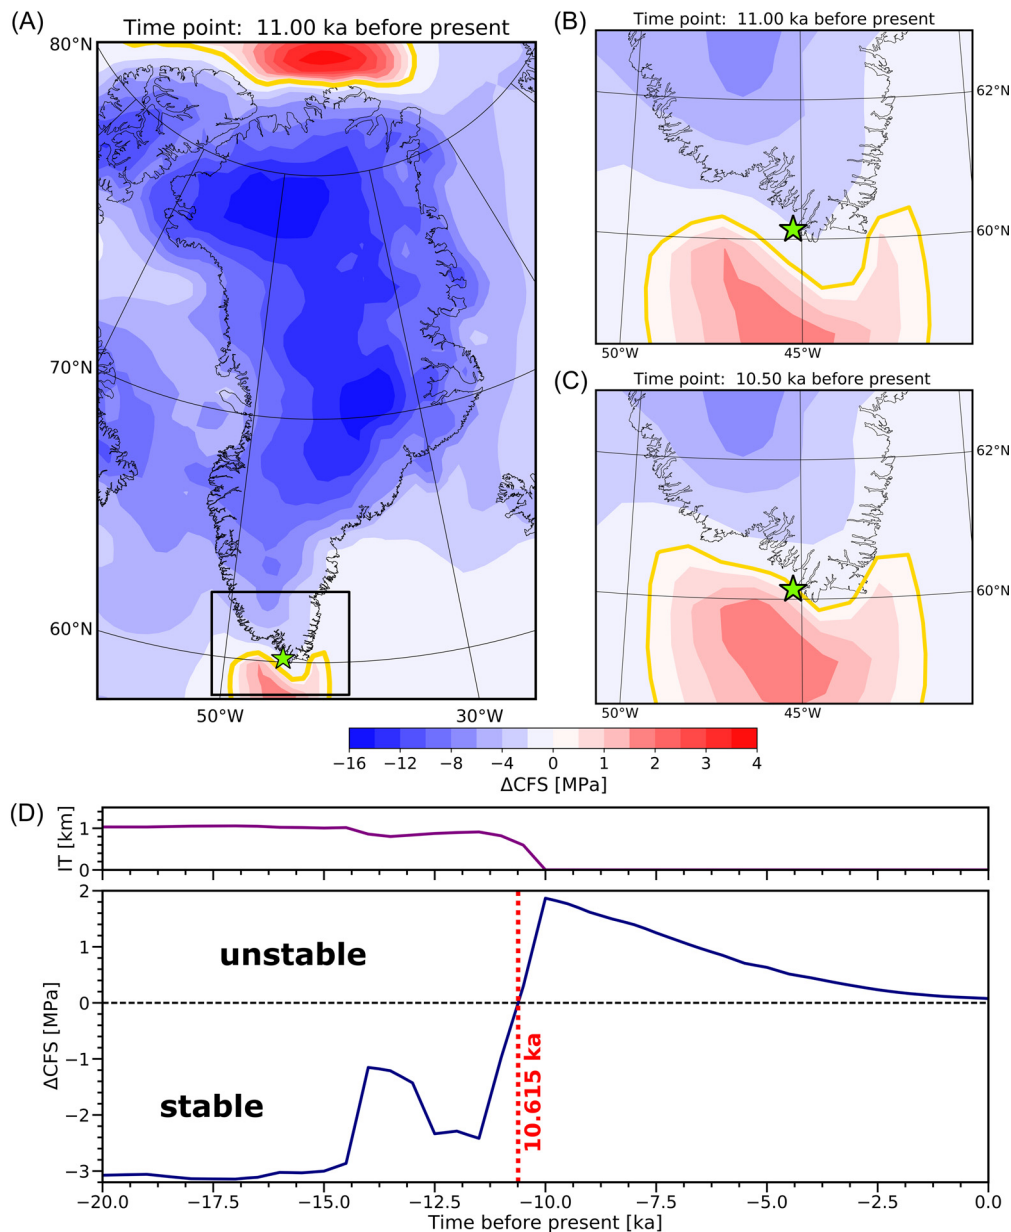 (A)
Time point: 11.00 ka before present
80°N
70°N
60°N
50°W
30°W
(B)
Time point: 11.00 ka before present
62°N
60°N
50°W
45°W
(C)
Time point: 10.50 ka before present
62°N
60°N
50°W
45°W
−16 −12 −8 −4 0 1 2 3 4
ΔCFS [MPa]
(D)
IT [km]
1
0
ΔCFS [MPa]
2
1
0
−1
−2
−3
unstable
stable
10.615 ka
−20.0 −17.5 −15.0 −12.5 −10.0 −7.5 −5.0 −2.5 0.0
Time before present [ka]